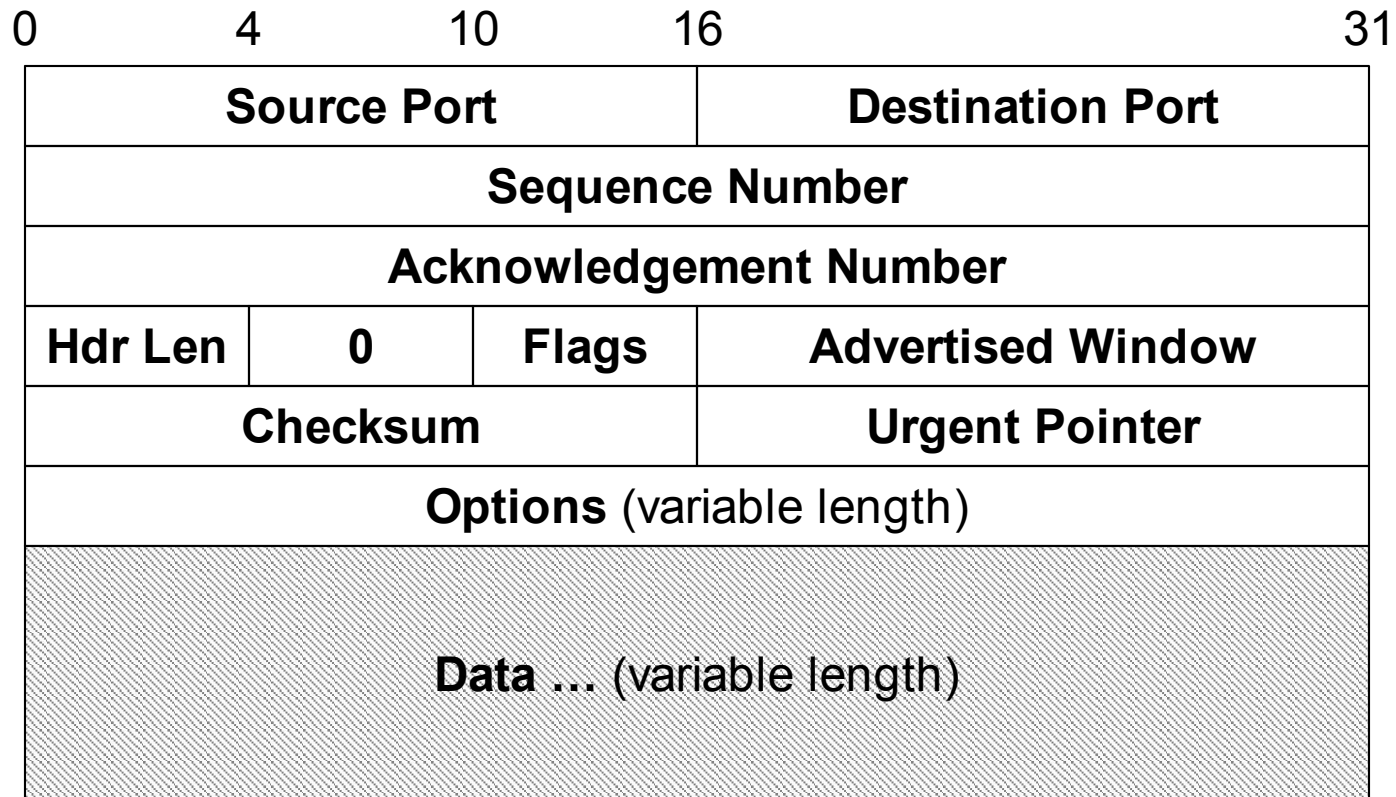 0 4 10 16 31
Source Port Destination Port
Sequence Number
Acknowledgement Number
Hdr Len 0 Flags Advertised Window
Checksum Urgent Pointer
Options (variable length)
Data … (variable length)